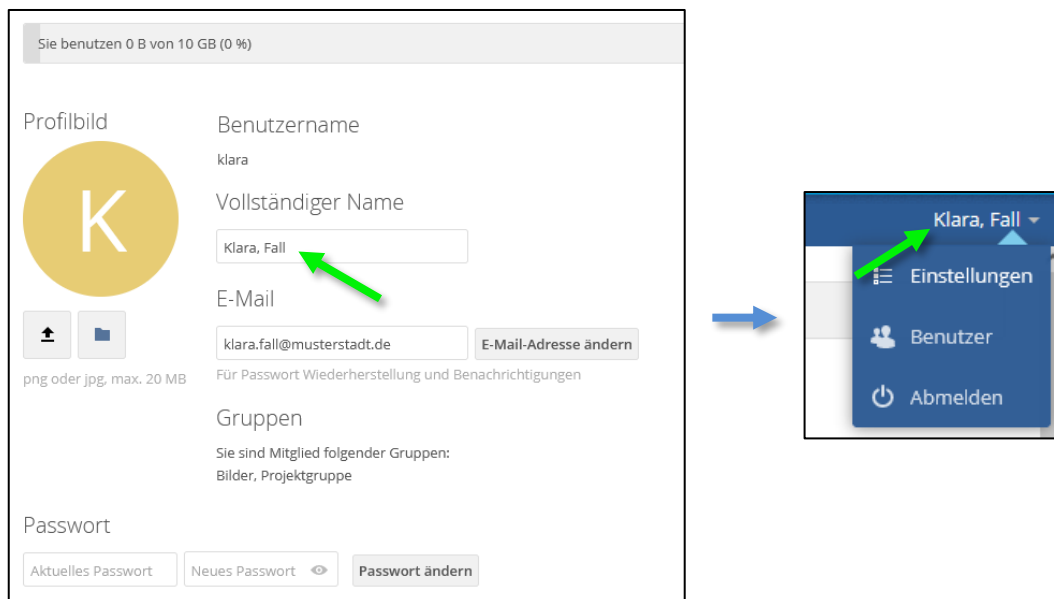 Sie benutzen 0 B von 10 GB (0 %)
Profilbild
K
png oder jpg, max. 20 MB
Benutzername
klara
Vollständiger Name
Klara, Fall
E-Mail
klara.fall@musterstadt.de E-Mail-Adresse ändern
Für Passwort Wiederherstellung und Benachrichtigungen
Gruppen
Sie sind Mitglied folgender Gruppen:
Bilder, Projektgruppe
Passwort
Aktuelles Passwort Neues Passwort Passwort ändern
Klara, Fall
Einstellungen
Benutzer
Abmelden